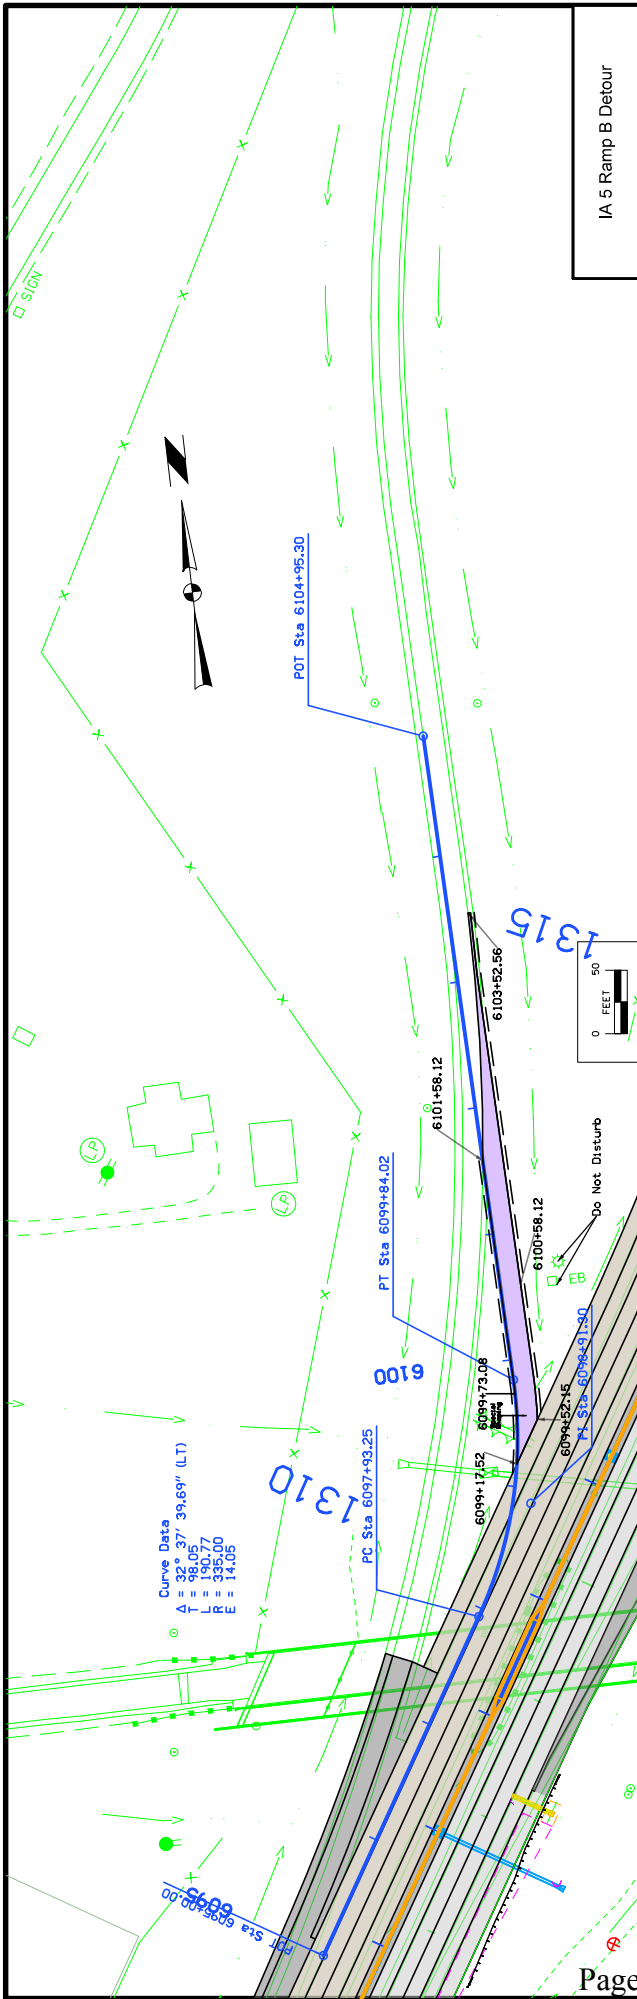 IA 5 Ramp B Detour
SIGN
N
POT Sta 6104+95.30
1315
6103+52.56
0 50
FEET
6101+58.12
Do Not Disturb
LP
LP
PT Sta 6099+84.02
6100+58.12
EB
6100
6099+73.08
PI Sta 6098+91.30
6099+52.15
6099+17.52
1310
PC Sta 6097+93.25
Curve Data
Δ = 32° 37' 39.69" (LT)
T = 98.05
L = 190.77
R = 335.00
E = 14.05
6095
POT Sta 6095+00.00
Page